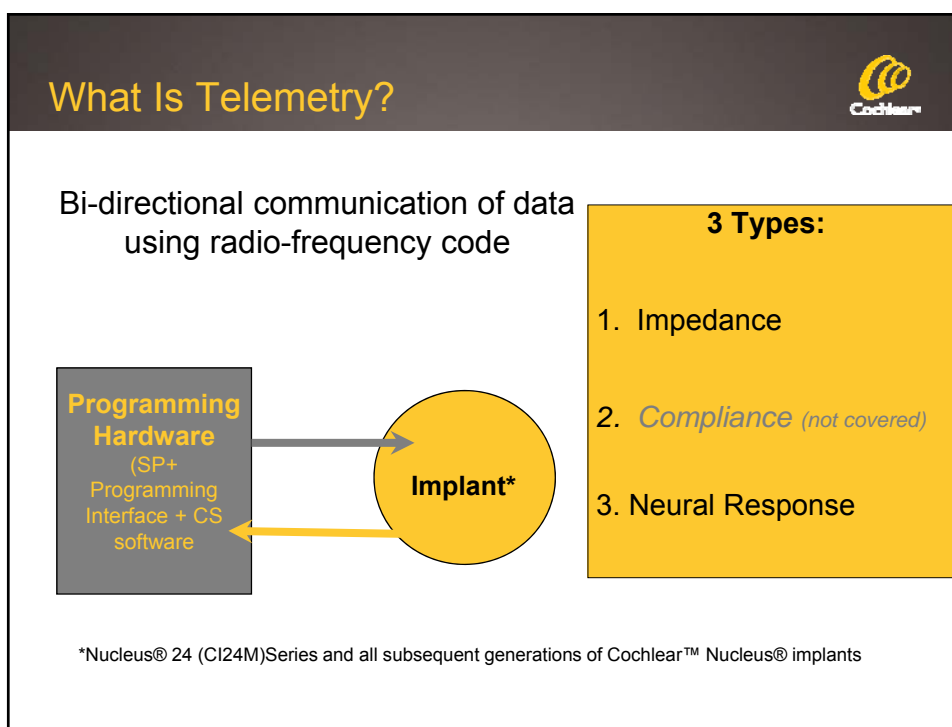 What Is Telemetry?
Cochlear™
Bi-directional communication of data
using radio-frequency code
3 Types:
1. Impedance
2. Compliance (not covered)
3. Neural Response
Programming
Hardware
(SP+
Programming
Interface + CS
software
Implant*
*Nucleus® 24 (CI24M)Series and all subsequent generations of Cochlear™ Nucleus® implants